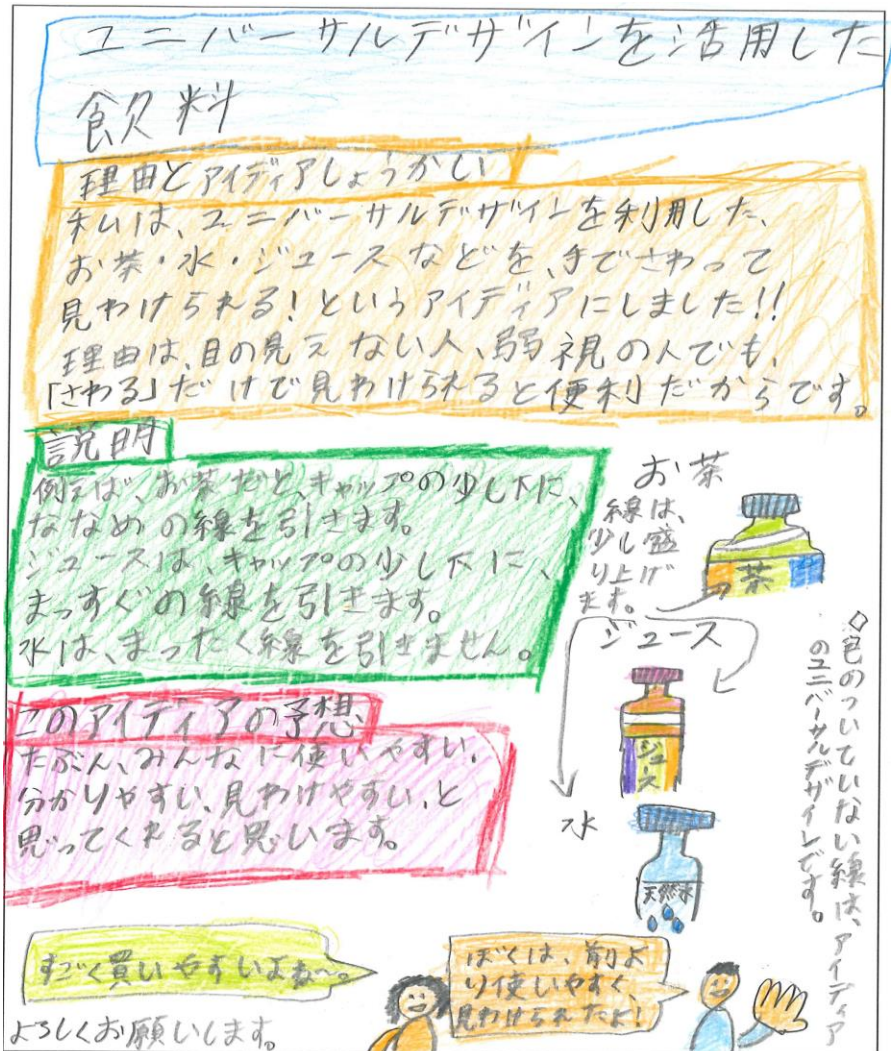 ユニバーサルデザインを活用した
飲料
理由とアイディアしょうかい
私は、ユニバーサルデザインを利用した、
お茶・水・ジュースなどを、手でさわって
見わけられる!というアイディアにしました!!
理由は、目の見えない人、弱視の人でも、
「さわる」だけで見わけられると便利だからです。
説明
例えば、お茶だと、キャップの少し下に、
ななめの線を引きます。
ジュースは、キャップの少し下に、
まっすぐの線を引きます。
水は、まったく線を引きません。
このアイディアの予想
たぶん、みんなに使いやすい、
分かりやすい、見わけやすい、と
思ってくれると思います。
お茶
線は、
少し盛
り上げ
ます。
茶
ジュース
ジュース
水
天然水
◇色のついていない線は、アイディア
のユニバーサルデザインです。
すごく買いやすいよね〜。
ぼくは、前よ
り使いやすく、
見わけられたよ!
よろしくお願いします。